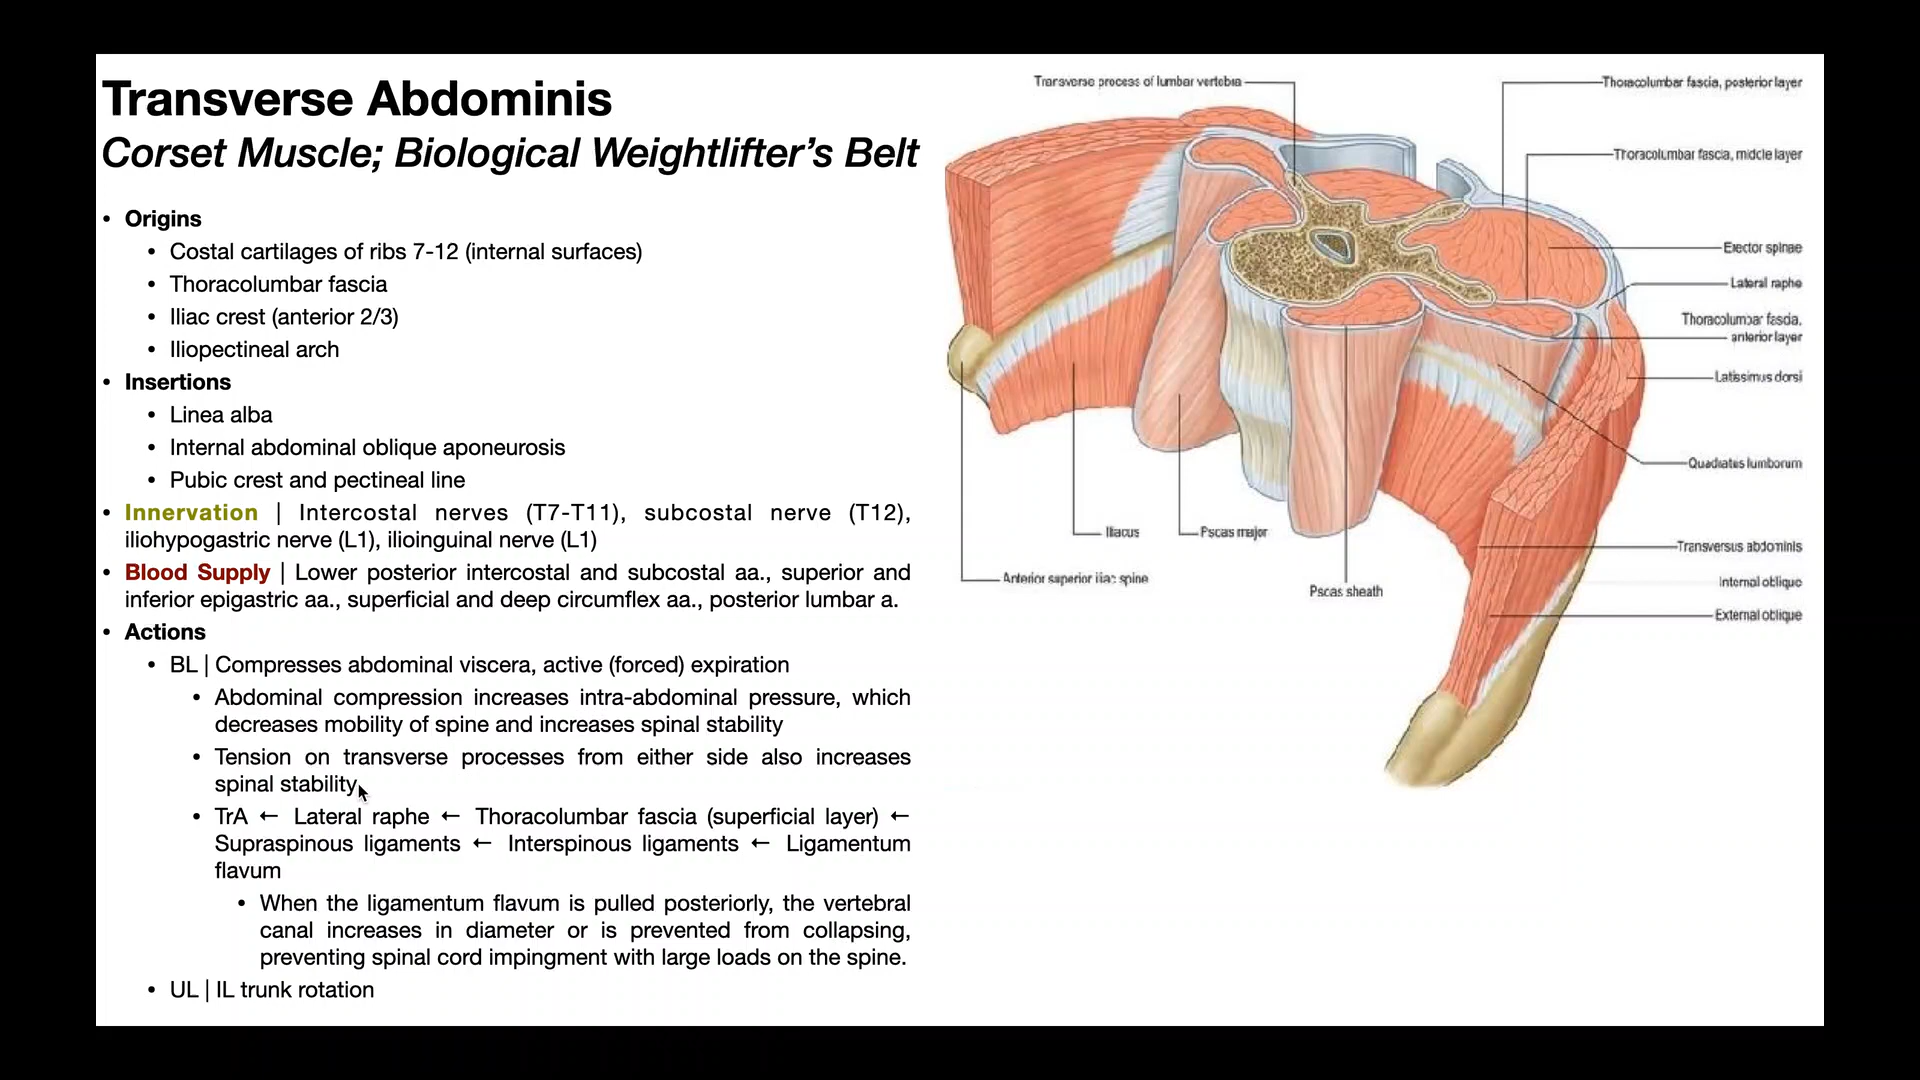 Transverse Abdominis
Corset Muscle; Biological Weightlifter's Belt
• Origins
• Costal cartilages of ribs 7-12 (internal surfaces)
• Thoracolumbar fascia
• Iliac crest (anterior 2/3)
• Iliopectineal arch
• Insertions
• Linea alba
• Internal abdominal oblique aponeurosis
• Pubic crest and pectineal line
• Innervation | Intercostal nerves (T7-T11), subcostal nerve (T12),
iliohypogastric nerve (L1), ilioinguinal nerve (L1)
• Blood Supply | Lower posterior intercostal and subcostal aa., superior and
inferior epigastric aa., superficial and deep circumflex aa., posterior lumbar a.
• Actions
• BL | Compresses abdominal viscera, active (forced) expiration
• Abdominal compression increases intra-abdominal pressure, which
decreases mobility of spine and increases spinal stability
• Tension on transverse processes from either side also increases
spinal stability
• TrA ← Lateral raphe ← Thoracolumbar fascia (superficial layer) ←
Supraspinous ligaments ← Interspinous ligaments ← Ligamentum
flavum
• When the ligamentum flavum is pulled posteriorly, the vertebral
canal increases in diameter or is prevented from collapsing,
preventing spinal cord impingment with large loads on the spine.
• UL | IL trunk rotation
Transverse process of lumbar vertebia
Thoracolumbar fascia, posterior layer
Thoracolumbar fascia, middle layer
Erector spinae
Lateral raphe
Thoracolumbar fascia,
anterior layer
Latissimus dorsi
Quadratus lumborum
Iliacus
Psoas major
Transversus abdominis
Anterior superior iliac spine
Psoas sheath
Internal oblique
External oblique